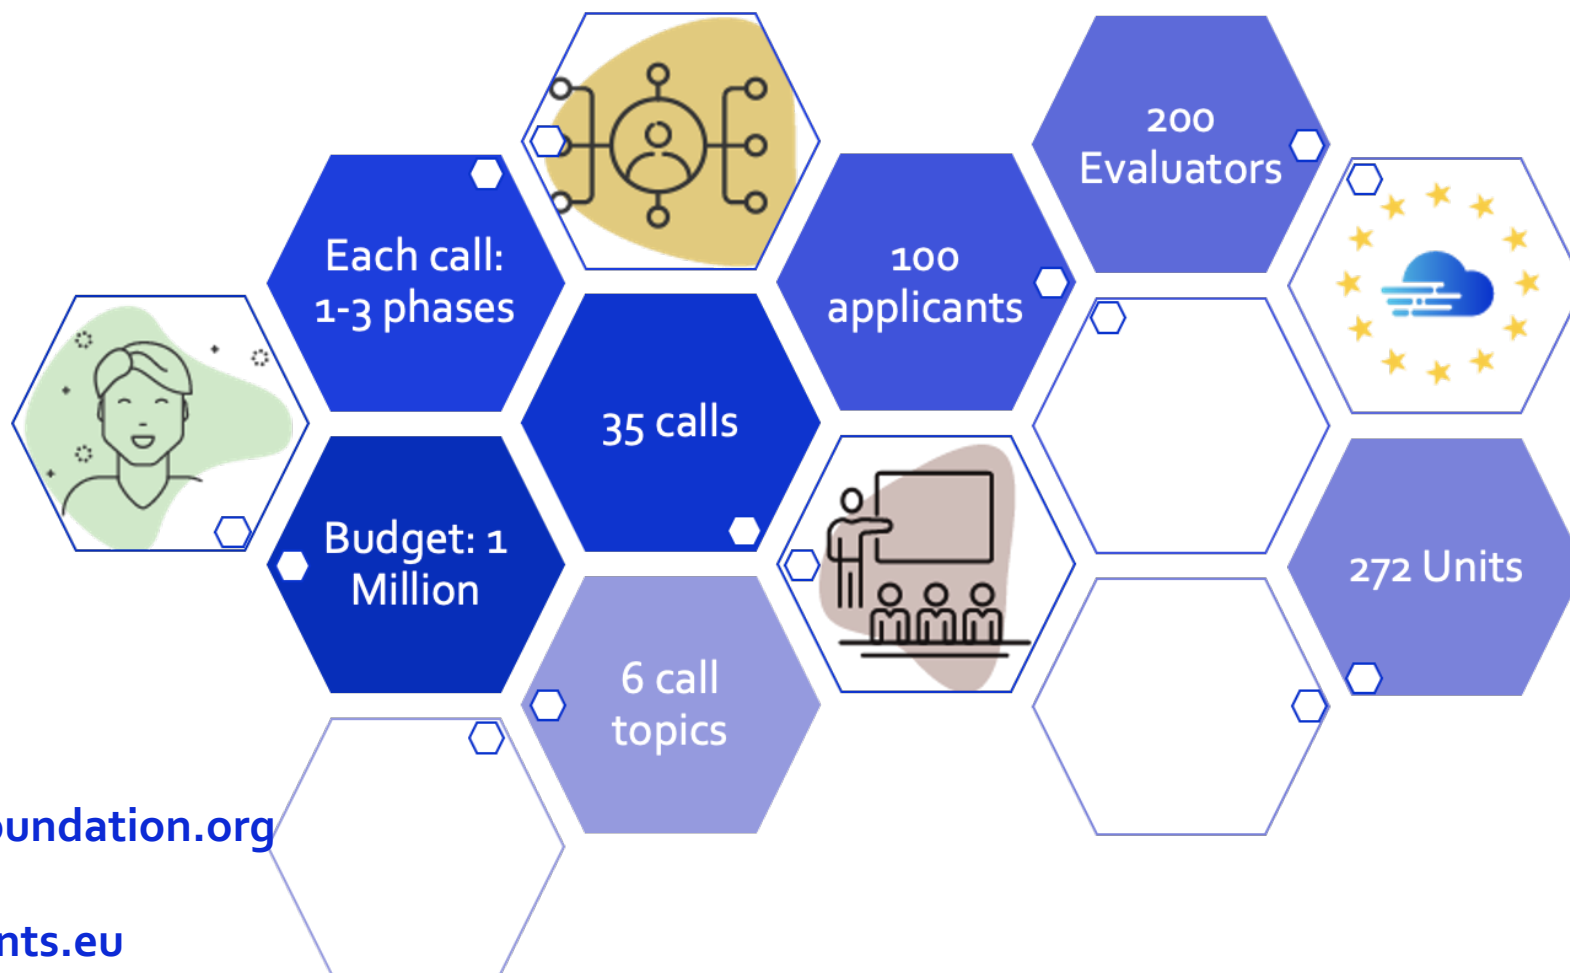 200
Evaluators
Each call:
1-3 phases
100
applicants
35 calls
Budget: 1
Million
272 Units
6 call
topics
oundation.org
nts.eu